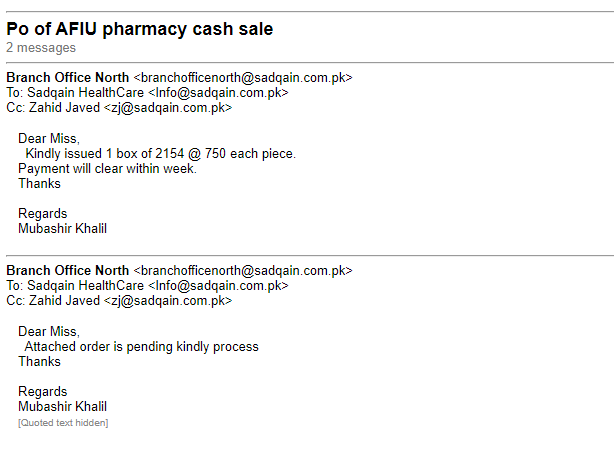 Po of AFIU pharmacy cash sale
2 messages
Branch Office North <branchofficenorth@sadqain.com.pk>
To: Sadqain HealthCare <Info@sadqain.com.pk>
Cc: Zahid Javed <zj@sadqain.com.pk>
Dear Miss,
Kindly issued 1 box of 2154 @ 750 each piece.
Payment will clear within week.
Thanks
Regards
Mubashir Khalil
Branch Office North <branchofficenorth@sadqain.com.pk>
To: Sadqain HealthCare <Info@sadqain.com.pk>
Cc: Zahid Javed <zj@sadqain.com.pk>
Dear Miss,
Attached order is pending kindly process
Thanks
Regards
Mubashir Khalil
[Quoted text hidden]